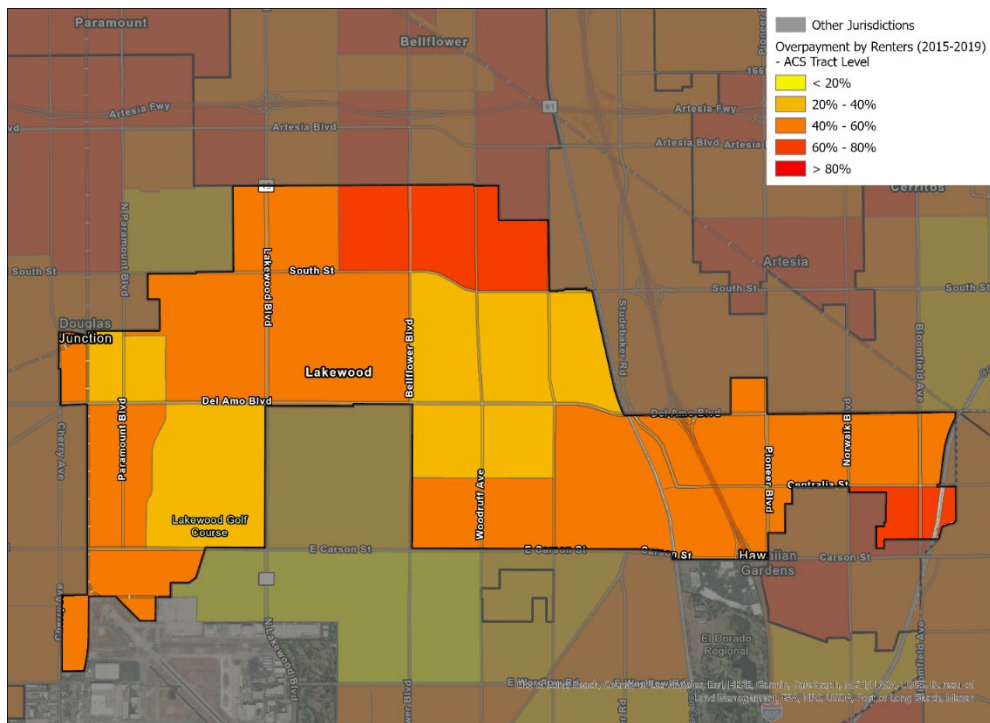 Other Jurisdictions
Overpayment by Renters (2015-2019)
- ACS Tract Level
< 20%
20% - 40%
40% - 60%
60% - 80%
> 80%
Paramount
Bellflower
91
Artesia Fwy
Artesia Fwy
Artesia Blvd
Artesia Blvd
Cerritos
N Paramount Blvd
South St
South St
South St
Lakewood Blvd
Artesia
Studebaker Rd
Bloomfield Ave
Douglas
Junction
Bellflower Blvd
Lakewood
Del Amo Blvd
Del Amo Blvd
Paramount Blvd
Cherry Ave
Norwalk B
Pioneer Blvd
Woodruff Ave
Centralia St
Lakewood Golf
Course
E Carson St
E Carson St
Carson St
Carson St
Hawaiian
Gardens
El Dorado
Regional
N Lakewood Blvd